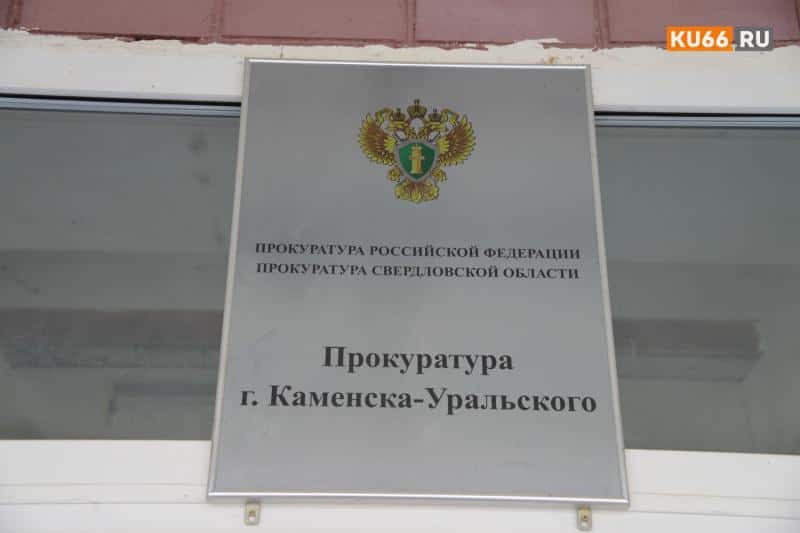 KU66.RU
ПРОКУРАТУРА РОССИЙСКОЙ ФЕДЕРАЦИИ
ПРОКУРАТУРА СВЕРДЛОВСКОЙ ОБЛАСТИ
Прокуратура
г. Каменска-Уральского